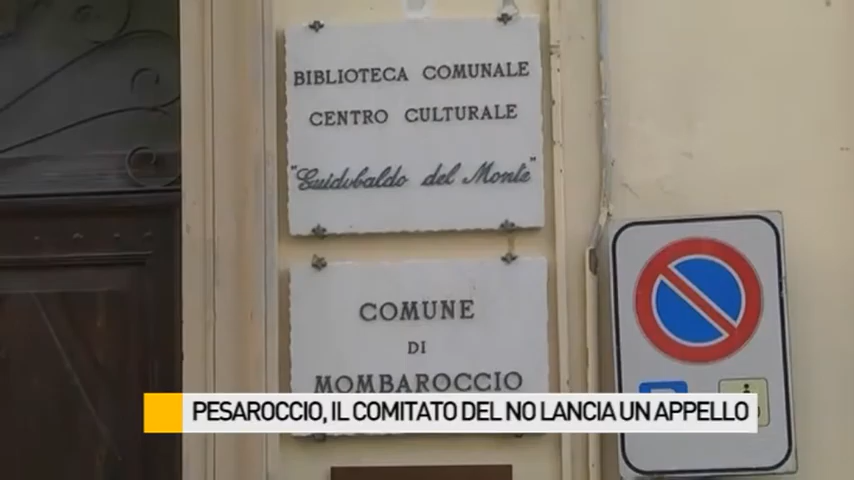 BIBLIOTECA COMUNALE
CENTRO CULTURALE
"Guidubaldo del Monte"
COMUNE
DI
MOMBAROCCIO
PESAROCCIO, IL COMITATO DEL NO LANCIA UN APPELLO